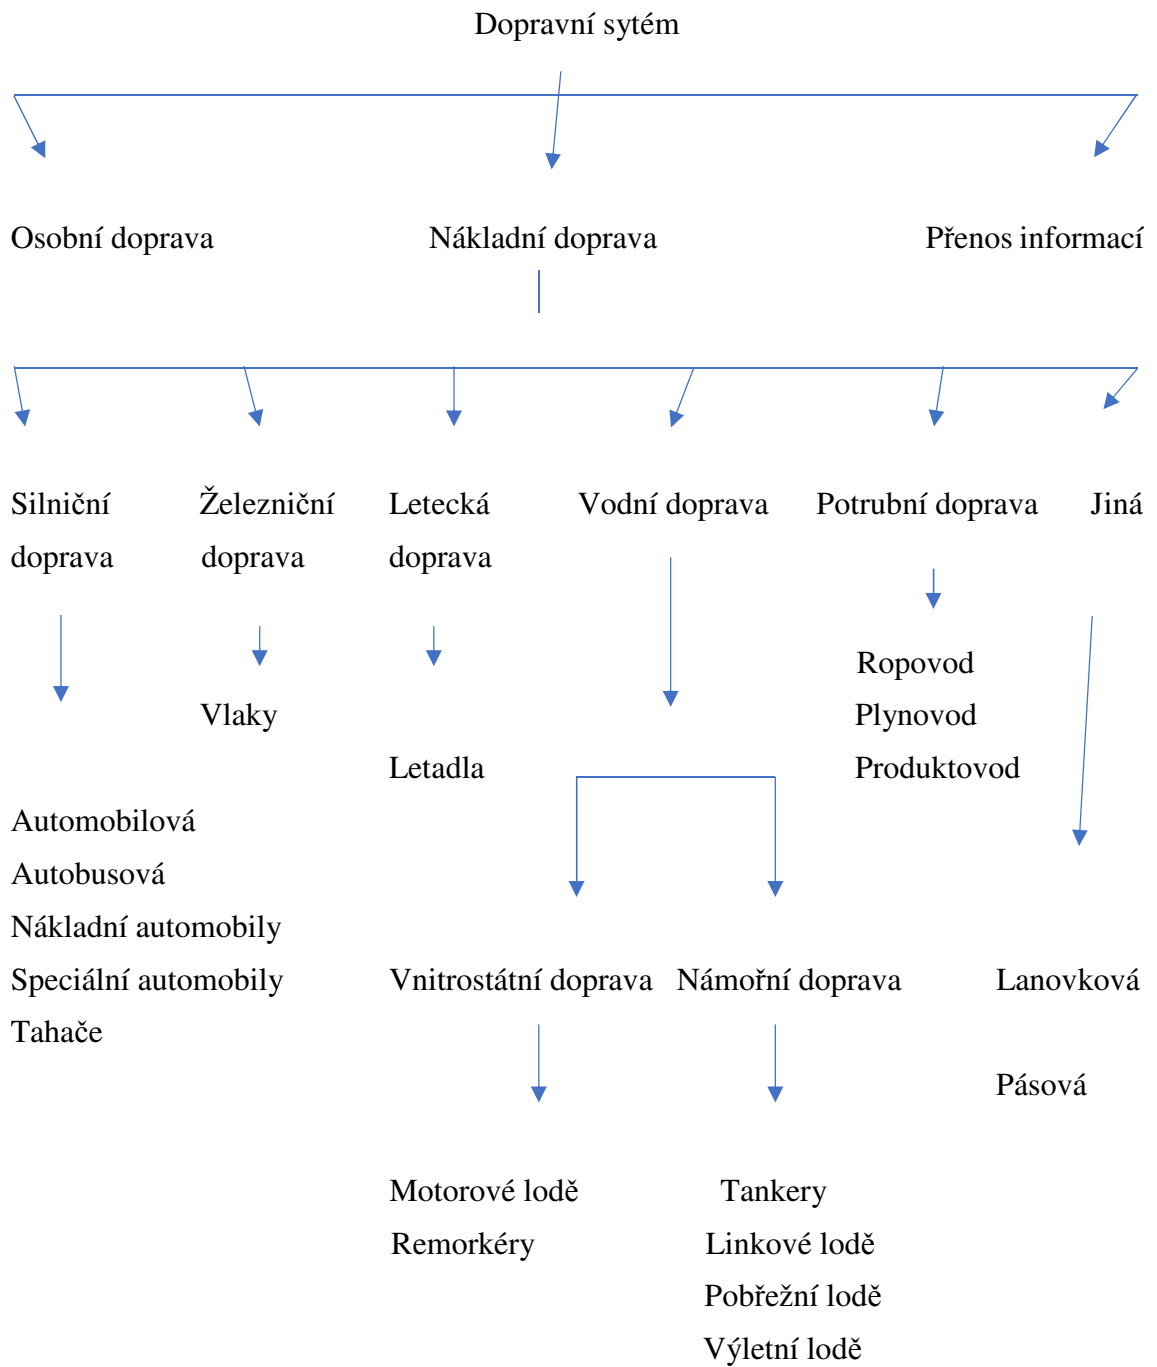 Dopravní sytém
Osobní doprava
Nákladní doprava
Přenos informací
Silniční
doprava
Železniční
doprava
Letecká
doprava
Vodní doprava
Potrubní doprava
Jiná
Vlaky
Letadla
Ropovod
Plynovod
Produktovod
Automobilová
Autobusová
Nákladní automobily
Speciální automobily
Tahače
Vnitrostátní doprava
Námořní doprava
Lanovková
Pásová
Motorové lodě
Remorkéry
Tankery
Linkové lodě
Pobřežní lodě
Výletní lodě